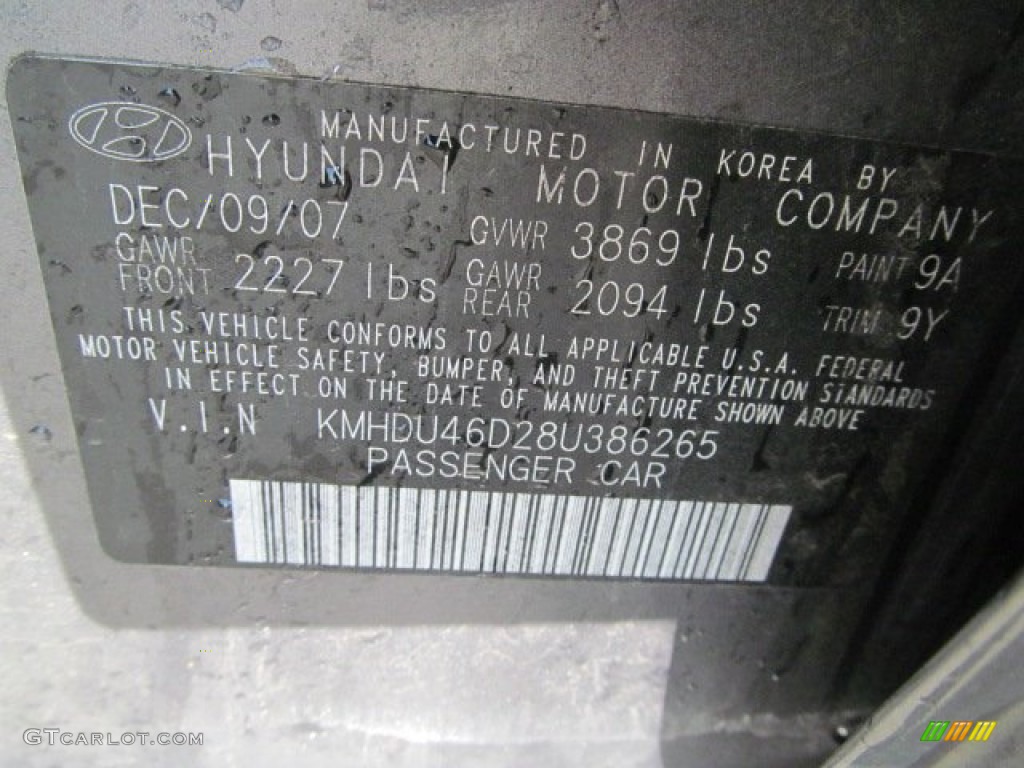 MANUFACTURED IN KOREA BY
HYUNDAI MOTOR COMPANY
DEC/09/07 GVWR 3869 lbs PAINT 9A
GAWR FRONT 2227 lbs GAWR REAR 2094 lbs TRIM 9Y
THIS VEHICLE CONFORMS TO ALL APPLICABLE U.S.A. FEDERAL
MOTOR VEHICLE SAFETY, BUMPER, AND THEFT PREVENTION STANDARDS
IN EFFECT ON THE DATE OF MANUFACTURE SHOWN ABOVE
V.I.N KMHDU46D28U386265
PASSENGER CAR
GTCARLOT.COM